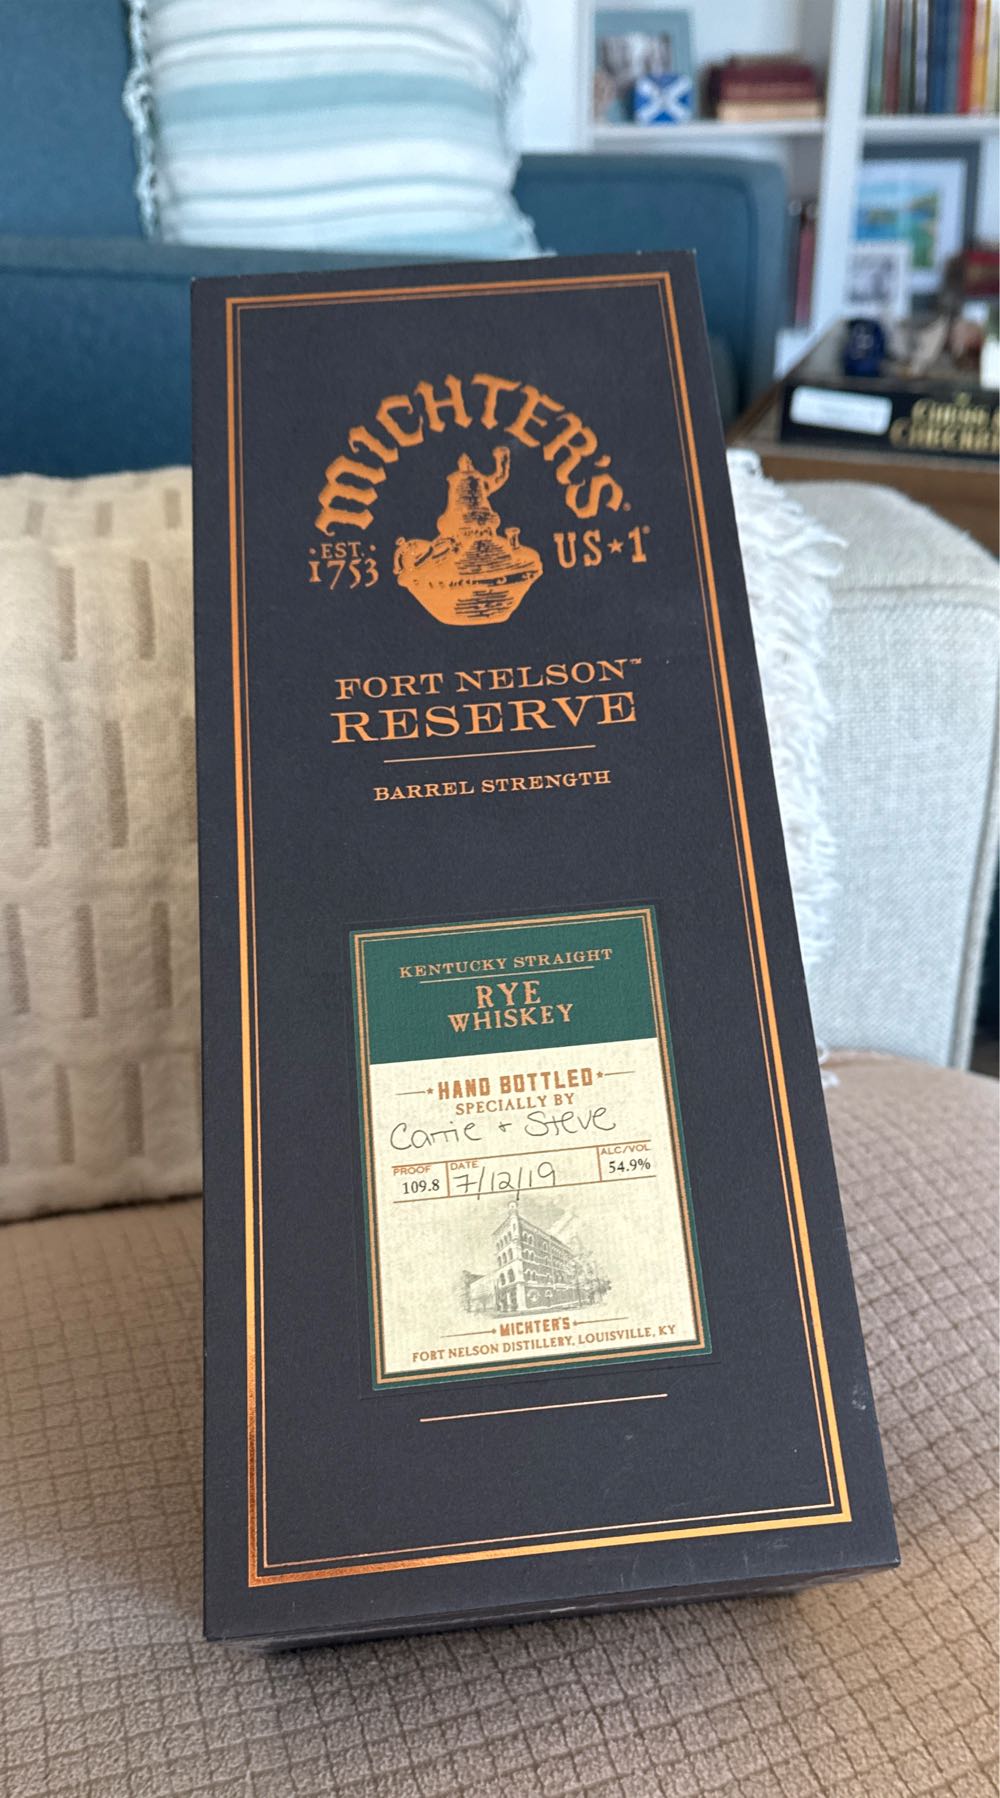 MICHTER'S®
·EST.·
1753
US★1®
FORT NELSON™
RESERVE
BARREL STRENGTH
KENTUCKY STRAIGHT
RYE
WHISKEY
HAND BOTTLED
SPECIALLY BY
Carrie + Steve
PROOF
109.8
DATE
7/12/19
ALC/VOL
54.9%
MICHTER'S
FORT NELSON DISTILLERY, LOUISVILLE, KY